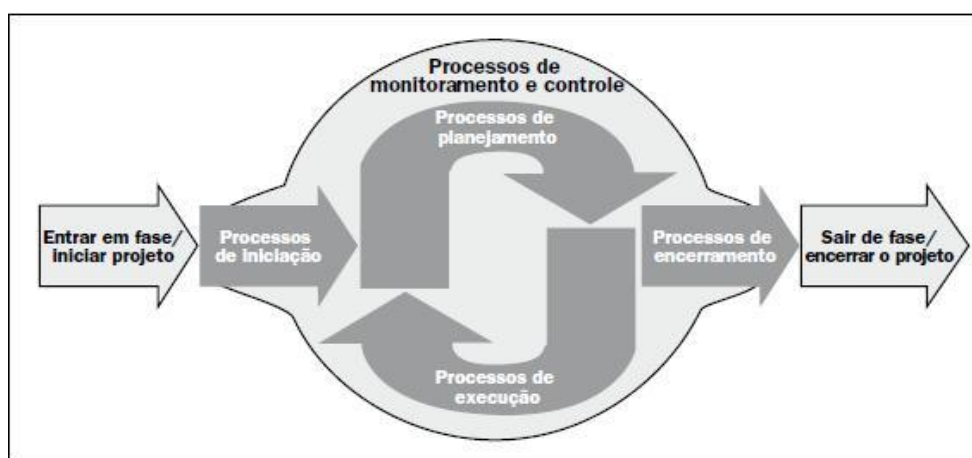 Processos de
monitoramento e controle
Processos de
planejamento
Entrar em fase/
iniciar projeto
Processos
de iniciação
Processos de
encerramento
Sair de fase/
encerrar o projeto
Processos de
execução